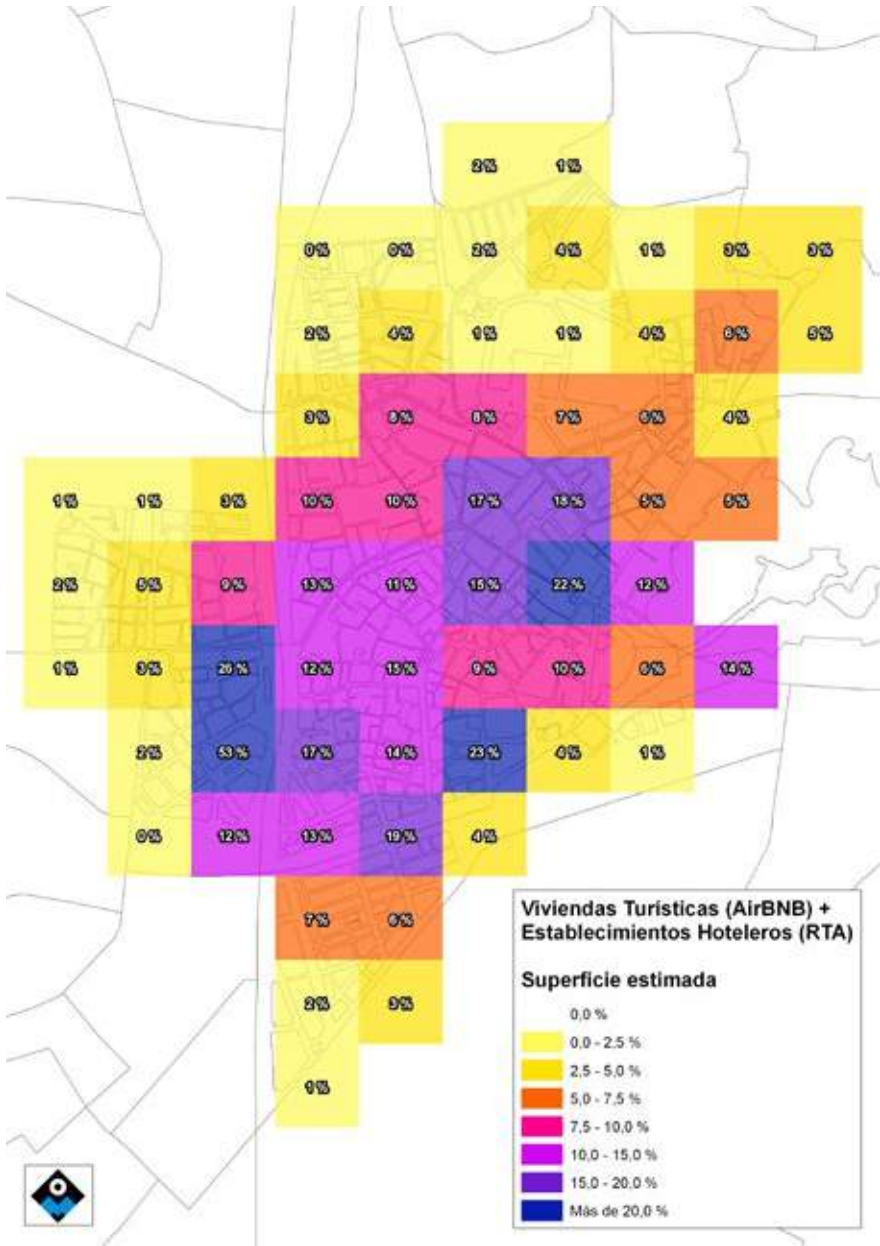 2 % 1 %
0 % 0 % 2 % 4 % 1 % 3 % 3 %
2 % 4 % 1 % 1 % 4 % 6 % 5 %
3 % 8 % 8 % 7 % 6 % 4 %
1 % 1 % 3 % 10 % 10 % 17 % 18 % 5 % 5 %
2 % 5 % 9 % 13 % 11 % 15 % 22 % 12 %
1 % 3 % 26 % 12 % 15 % 9 % 10 % 6 % 14 %
2 % 53 % 17 % 14 % 23 % 4 % 1 %
0 % 12 % 13 % 19 % 4 %
7 % 6 %
2 % 3 %
1 %
Viviendas Turísticas (AirBNB) +
Establecimientos Hoteleros (RTA)
Superficie estimada
0,0 %
0,0 - 2,5 %
2,5 - 5,0 %
5,0 - 7,5 %
7,5 - 10,0 %
10,0 - 15,0 %
15,0 - 20,0 %
Más de 20,0 %